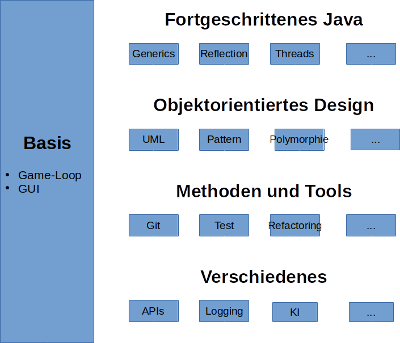 Basis
• Game-Loop
• GUI
Fortgeschrittenes Java
Generics Reflection Threads ...
Objektorientiertes Design
UML Pattern Polymorphie ...
Methoden und Tools
Git Test Refactoring ...
Verschiedenes
APIs Logging KI ...